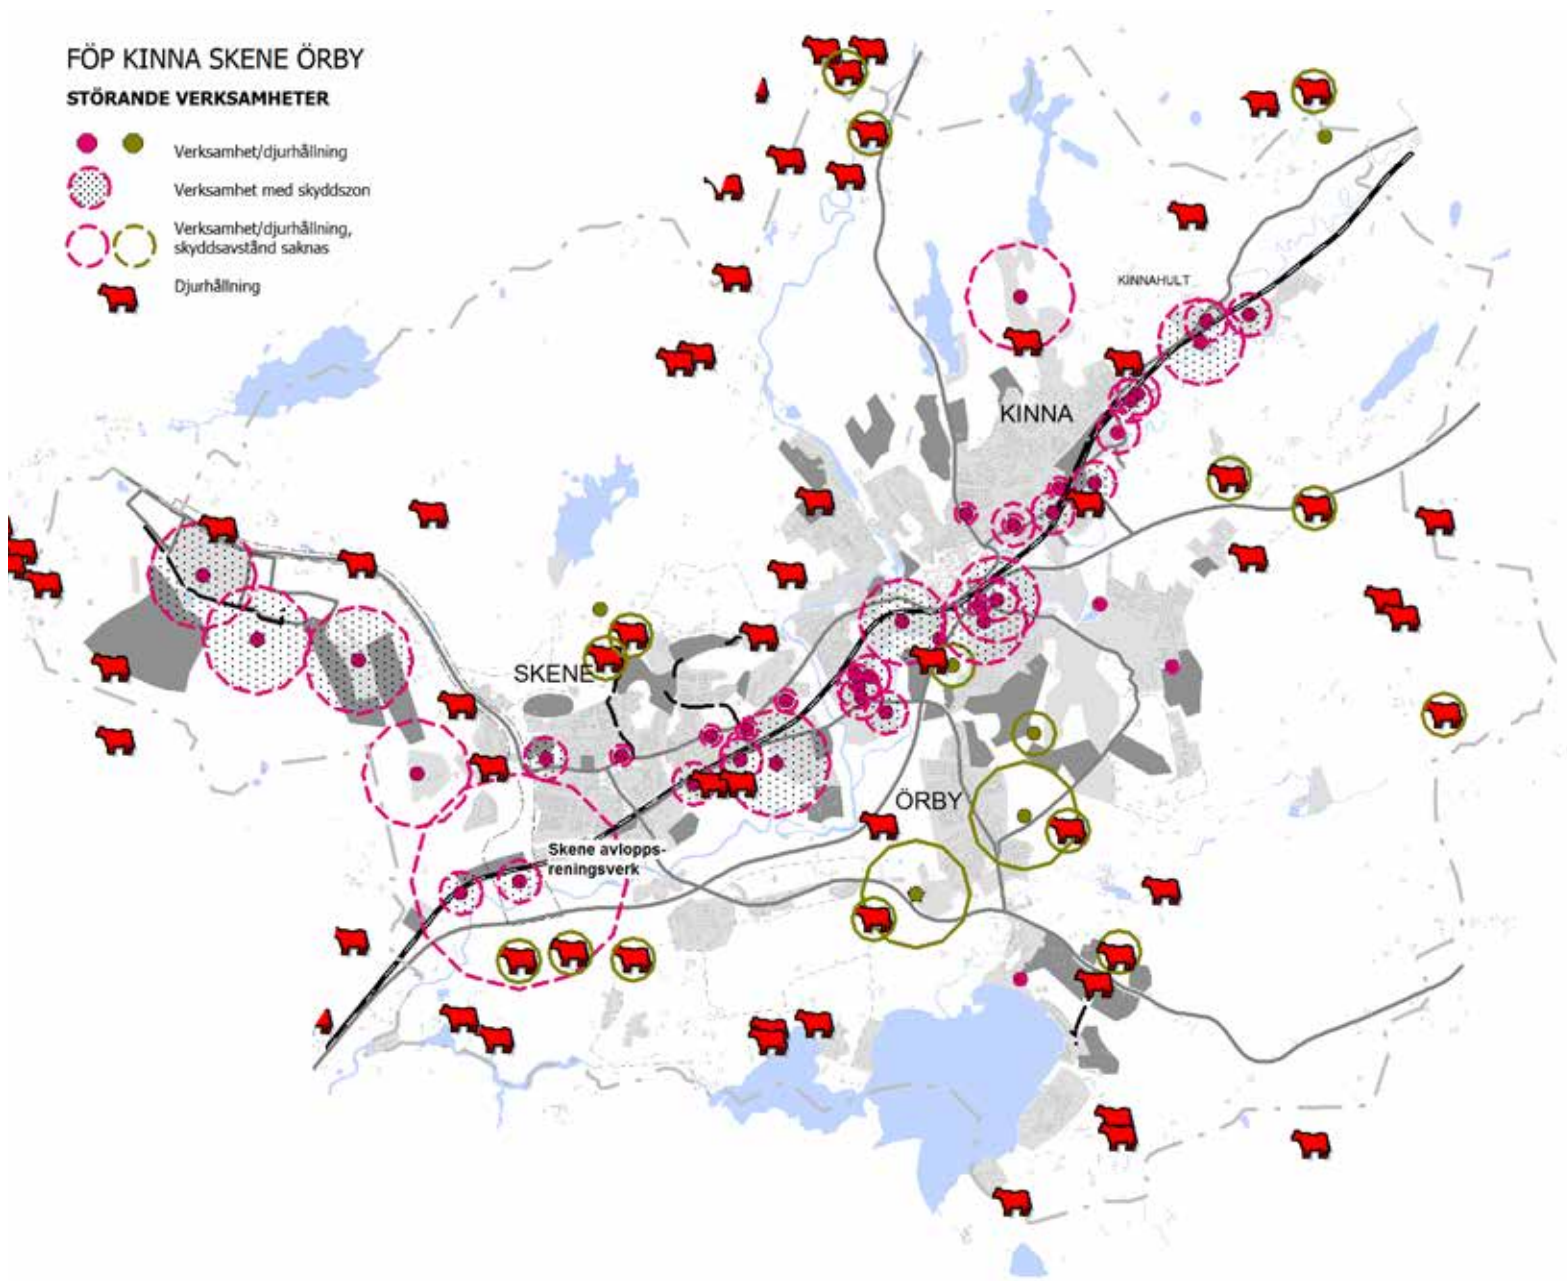 FÖP KINNA SKENE ÖRBY
STÖRANDE VERKSAMHETER
Verksamhet/djurhållning
Verksamhet med skyddszon
Verksamhet/djurhållning,
skyddsavstånd saknas
Djurhållning
KINNAHULT
KINNA
SKENE
ÖRBY
Skene avlopps-
reningsverk